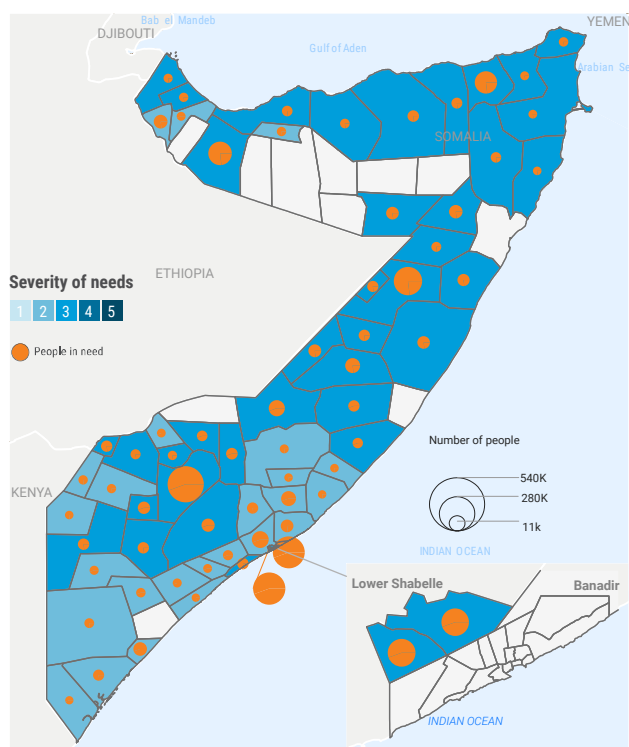 YEMEN
Bab el Mandeb
DJIBOUTI
Gulf of Aden
Arabian Se
SOMALIA
ETHIOPIA
Severity of needs
1 2 3 4 5
People in need
Number of people
540K
280K
11k
KENYA
INDIAN OCEAN
Lower Shabelle
Banadir
INDIAN OCEAN